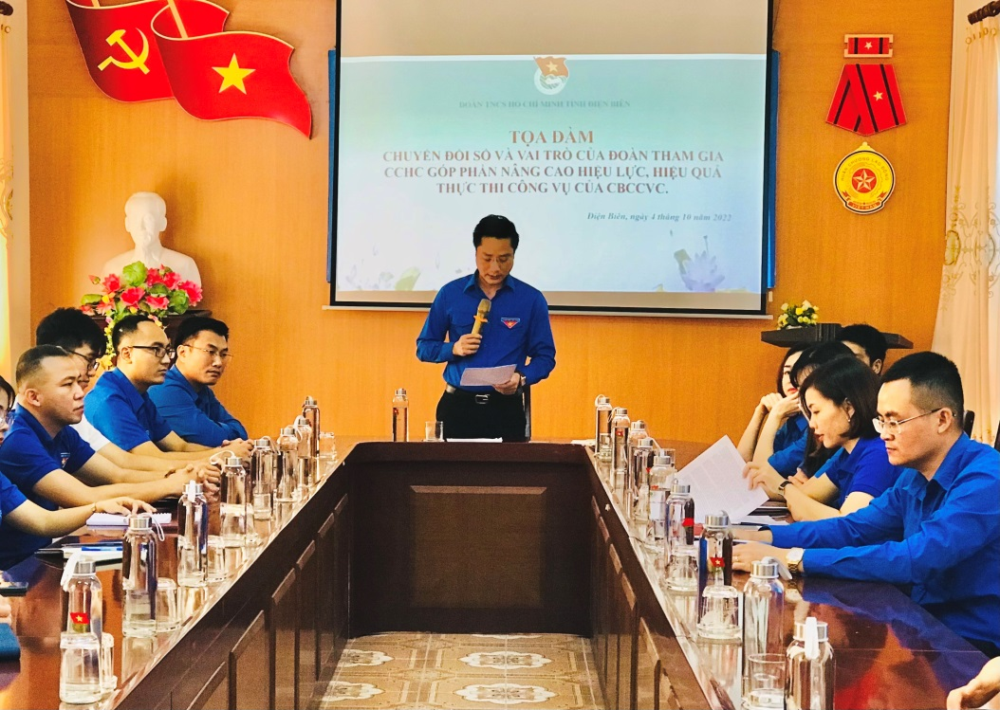 ĐOÀN TNCS HỒ CHÍ MINH TỈNH ĐIỆN BIÊN
TỌA ĐÀM
CHUYỂN ĐỔI SỐ VÀ VAI TRÒ CỦA ĐOÀN THAM GIA
CCHC GÓP PHẦN NÂNG CAO HIỆU LỰC, HIỆU QUẢ
THỰC THI CÔNG VỤ CỦA CBCCVC.
Điện Biên, ngày 4 tháng 10 năm 2022